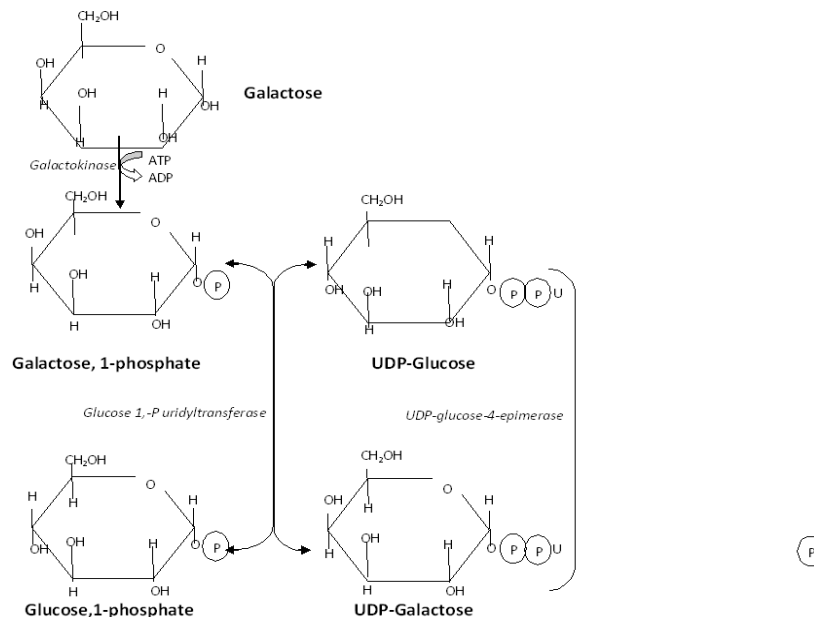 CH₂OH
O
H
OH
OH
H
H
H
OH
H
OH
Galactose
Galactokinase
ATP
ADP
CH₂OH
O
H
OH
OH
H
H
O
P
H
OH
CH₂OH
H
H
H
O
P
P
U
OH
OH
H
OH
Galactose, 1-phosphate
UDP-Glucose
Glucose 1,-P uridyltransferase
UDP-glucose-4-epimerase
CH₂OH
O
H
H
H
OH
OH
H
O
P
H
OH
CH₂OH
O
OH
H
H
H
OH
H
O
P
P
U
H
OH
P
Glucose,1-phosphate
UDP-Galactose